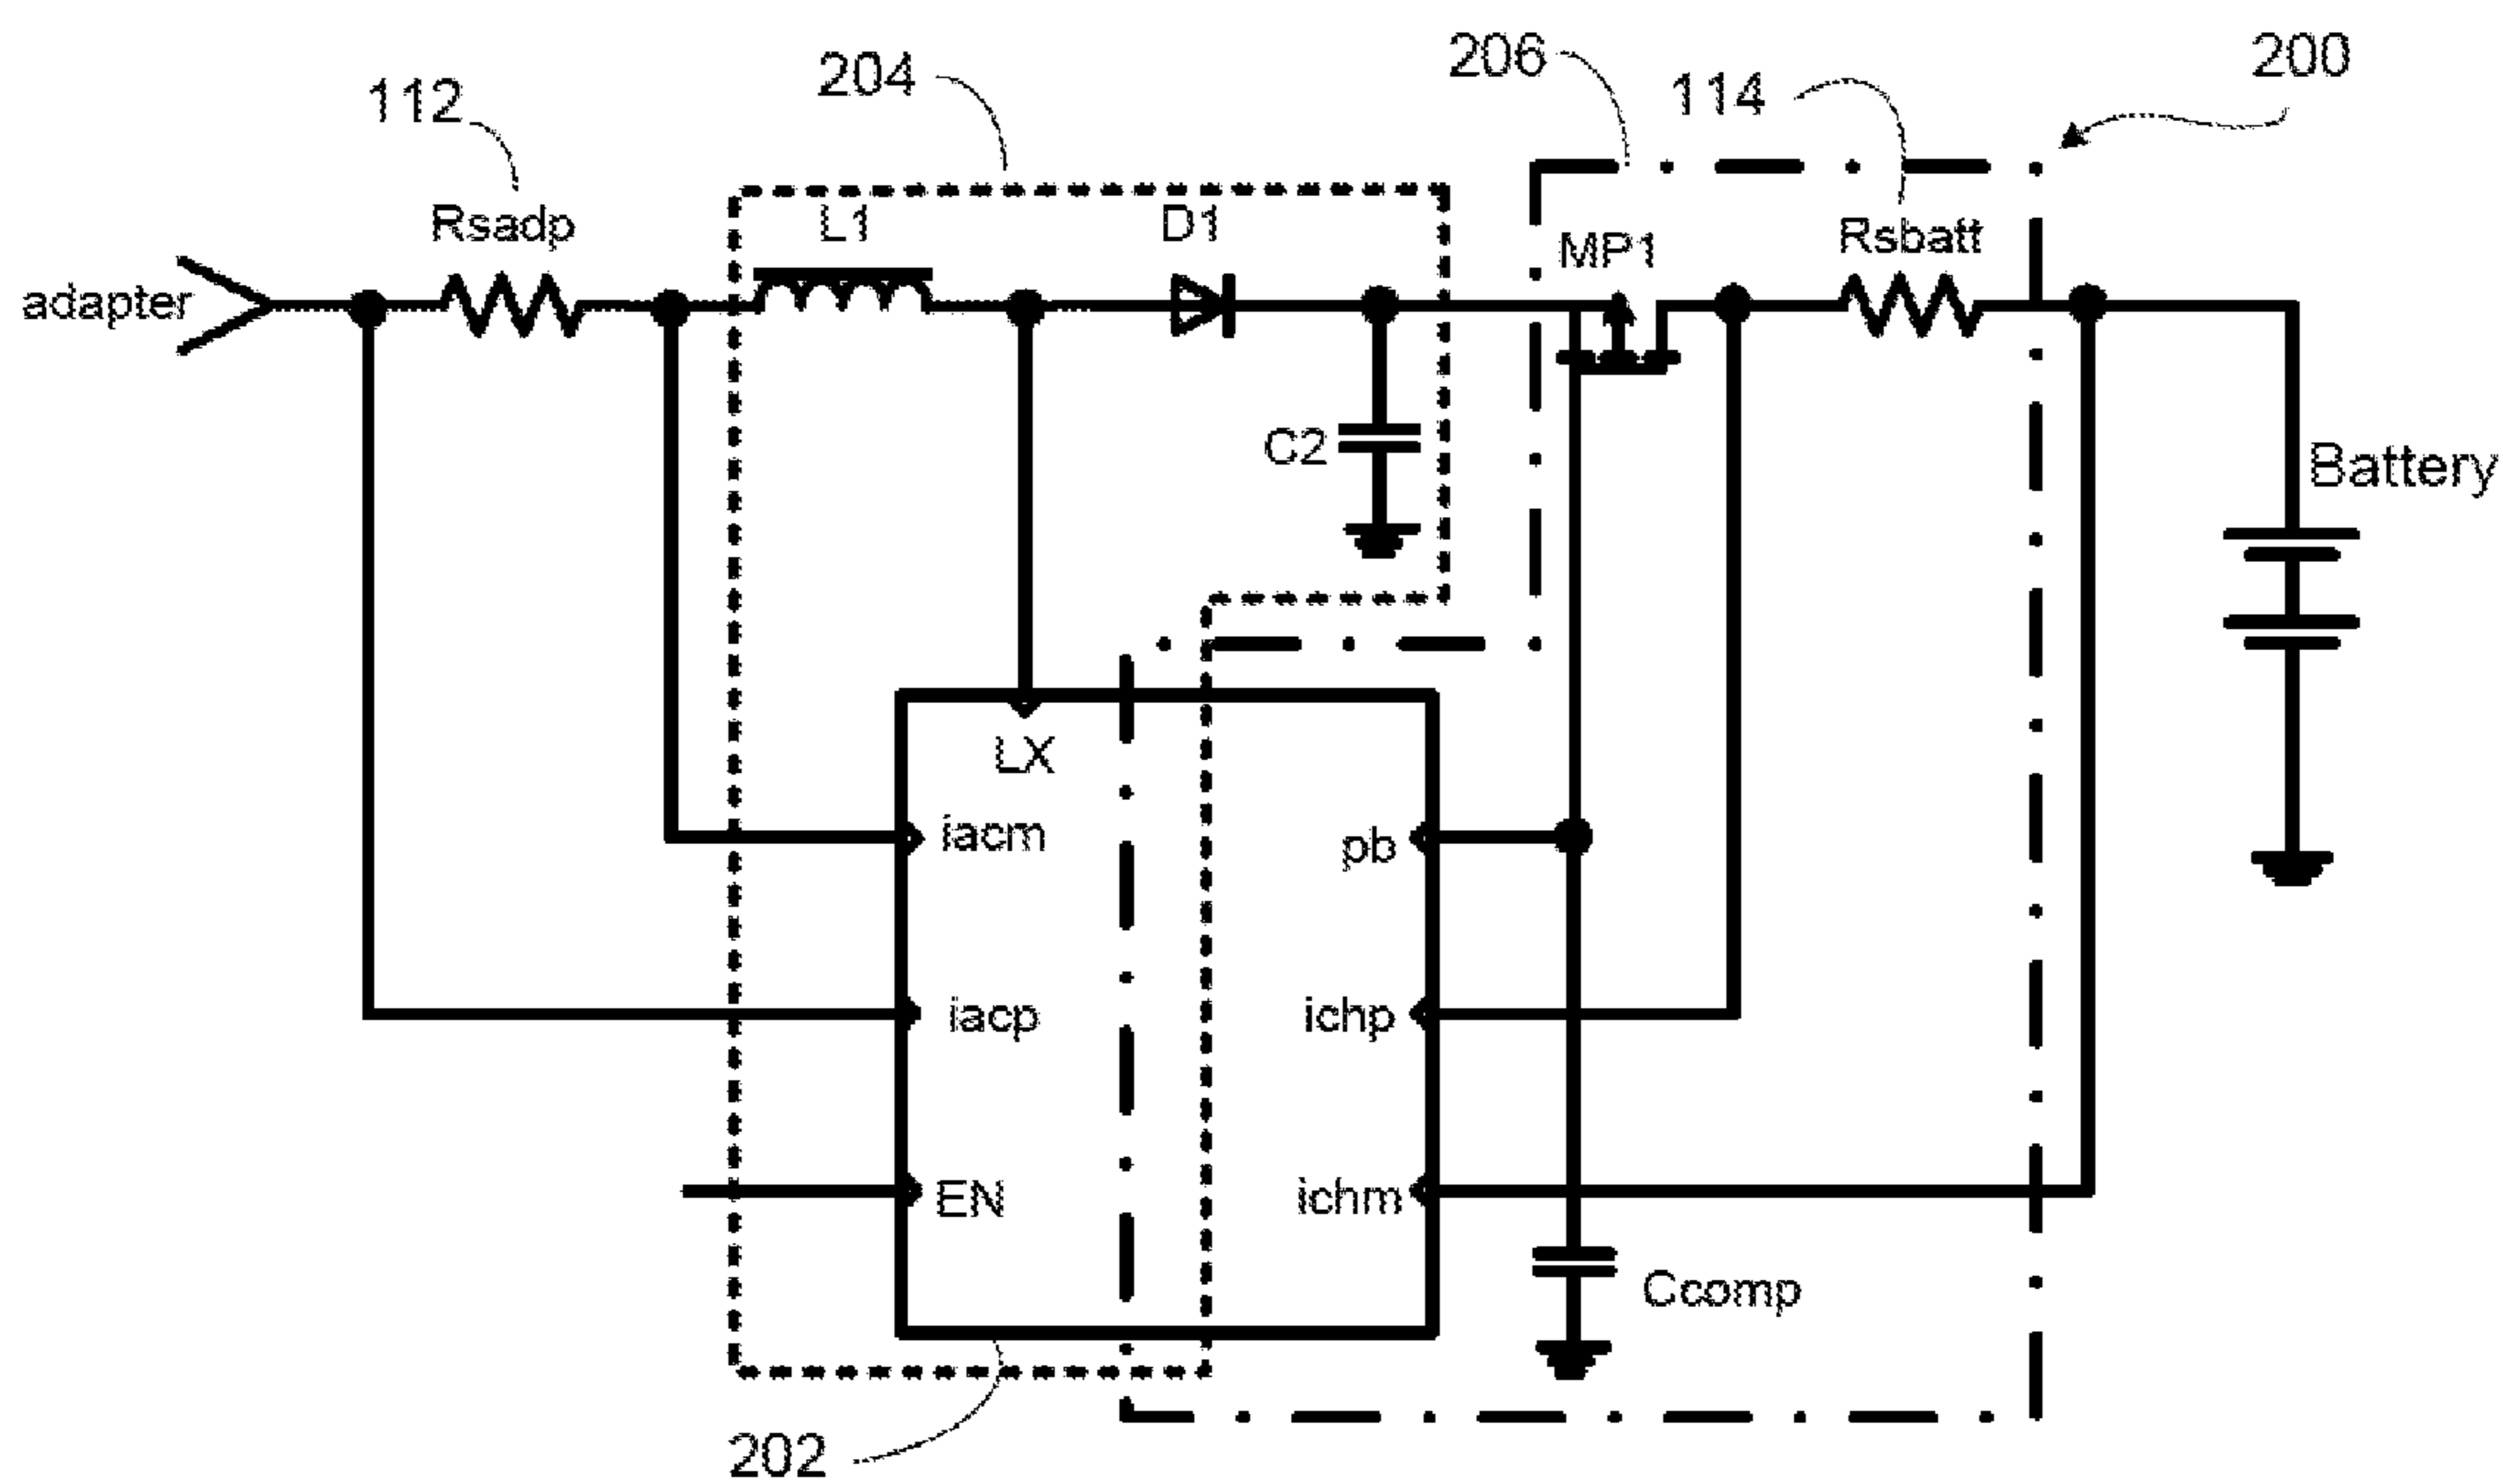 206
200
204
114
112
Rsadp
L1
D1
MP1
Rsbatt
adapter
C2
Battery
LX
iacm
pb
iacp
ichp
EN
ichm
Ccomp
202